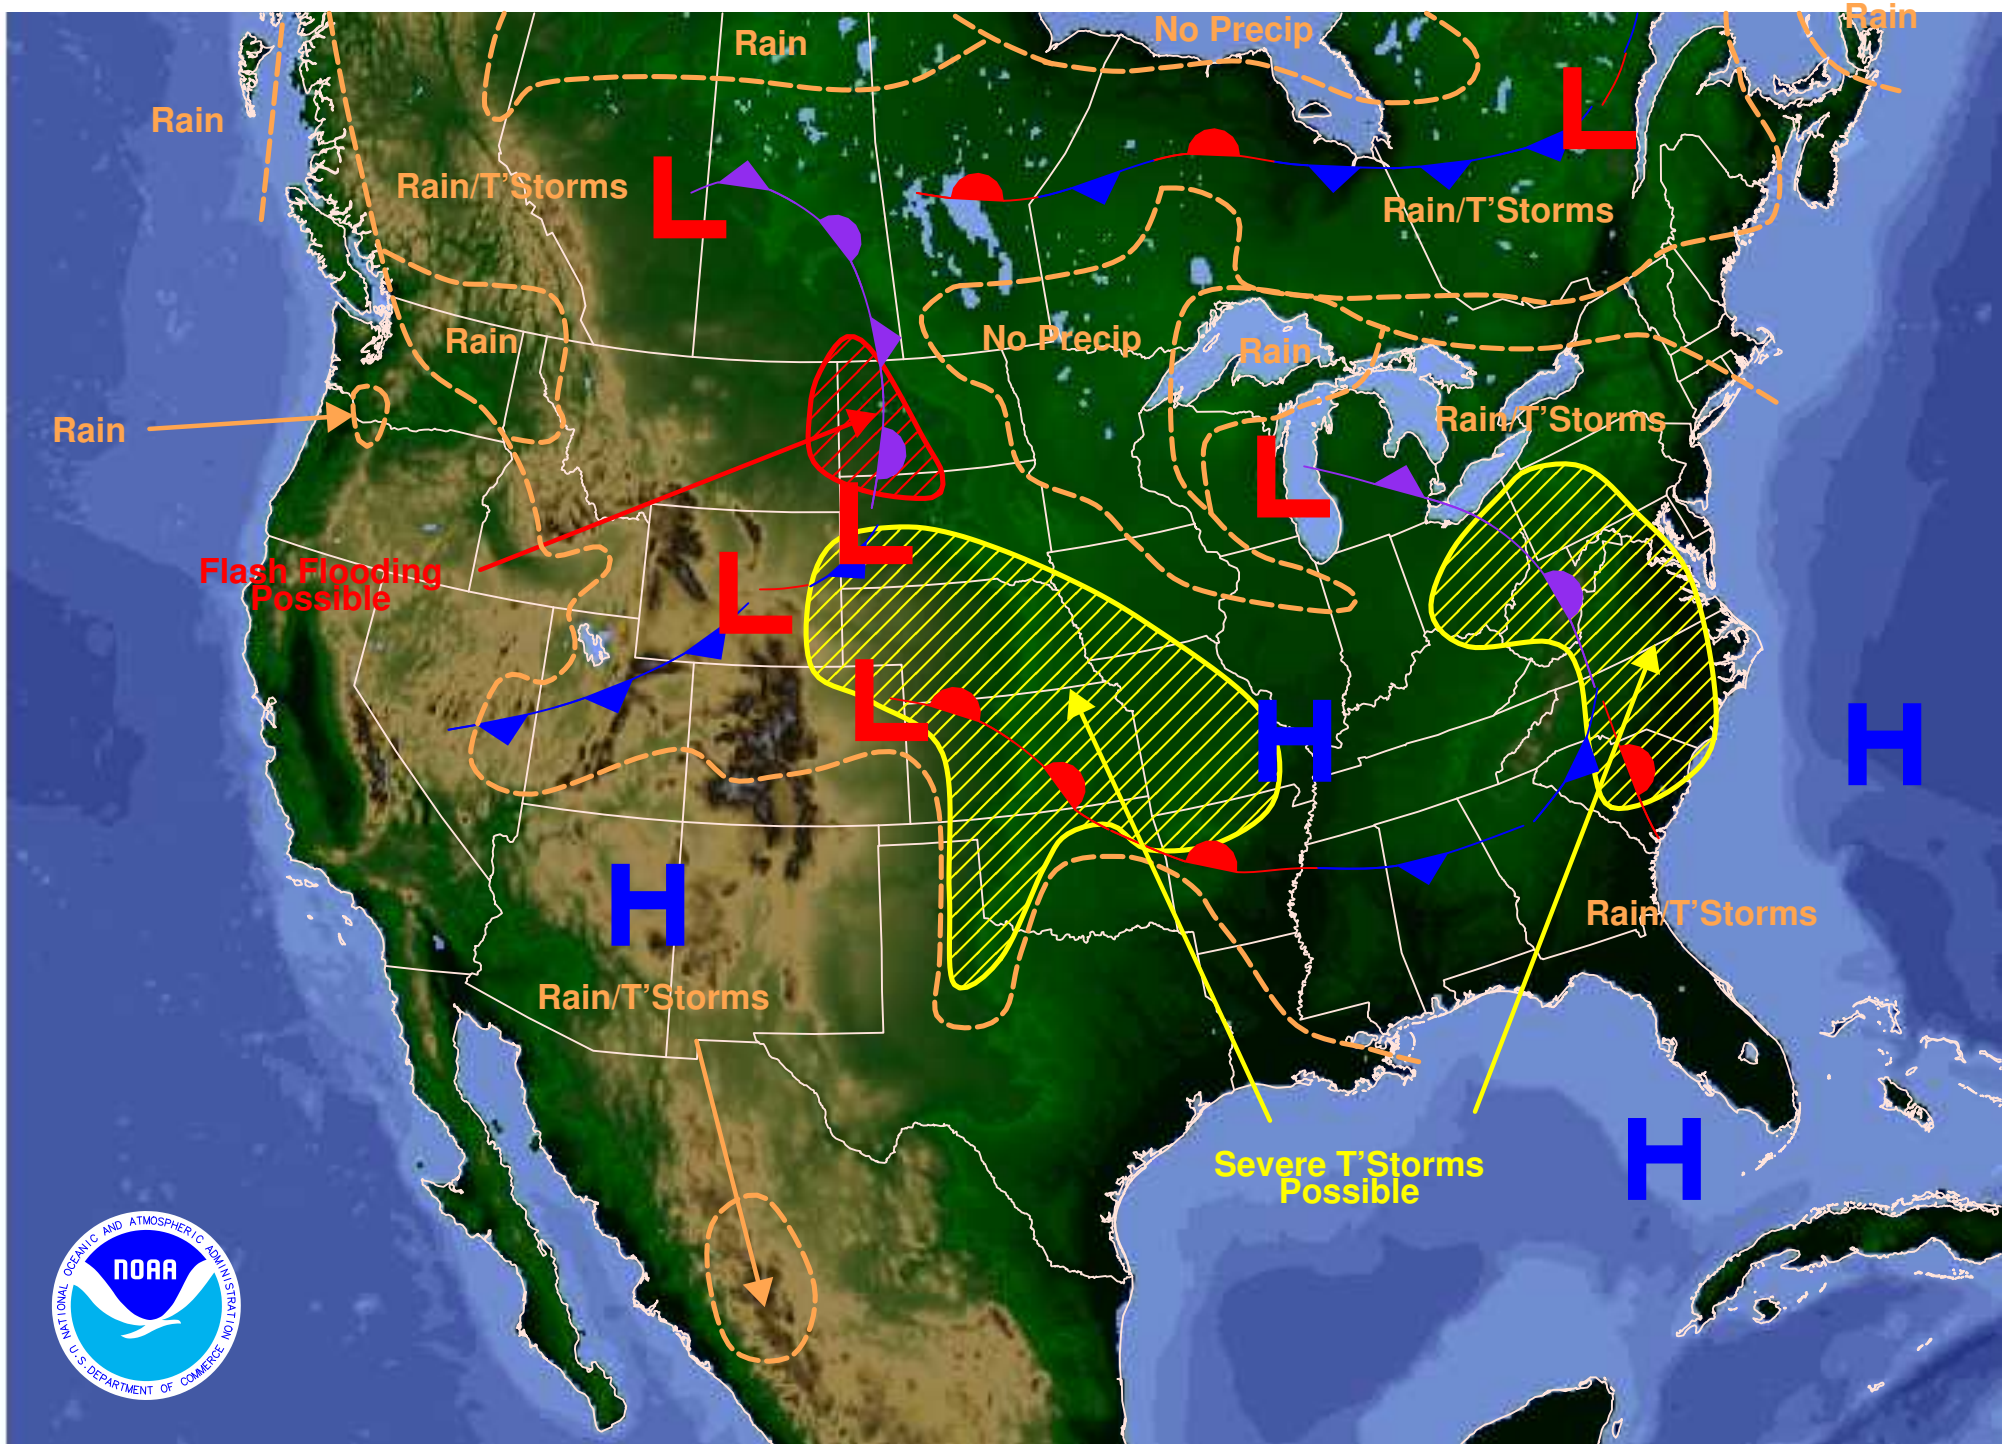 Rain
No Precip
Rain
Rain
Rain/T'Storms
L
L
Rain/T'Storms
No Precip
Rain
Rain
Rain
Rain/T'Storms
L
L
L
Flash Flooding
Possible
L
H
H
H
Rain/T'Storms
Rain/T'Storms
H
Severe T'Storms
Possible
NOAA
NATIONAL OCEANIC AND ATMOSPHERIC ADMINISTRATION
U.S. DEPARTMENT OF COMMERCE